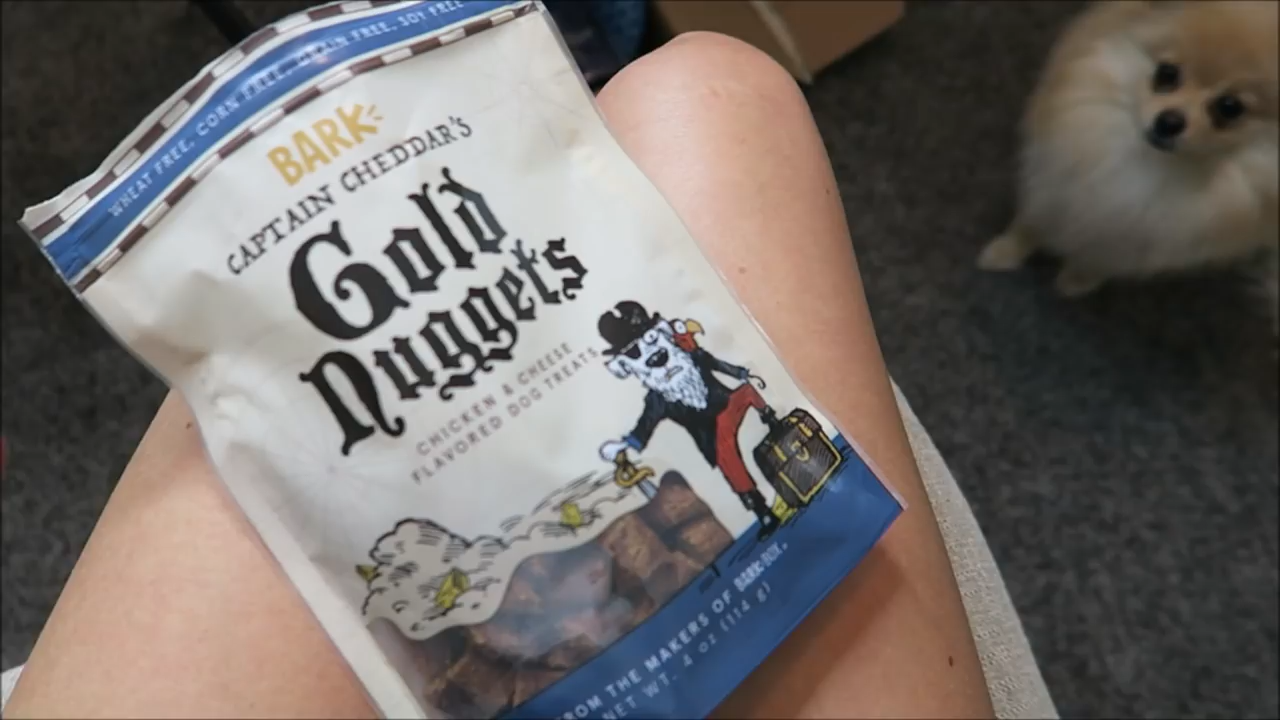 WHEAT FREE, CORN FREE, GRAIN FREE, SOY FREE
BARK
CAPTAIN CHEDDAR'S
Gold
Nuggets
CHICKEN & CHEESE
FLAVORED DOG TREATS
FROM THE MAKERS OF BARKBOX.
NET WT. 4 oz (114 g)